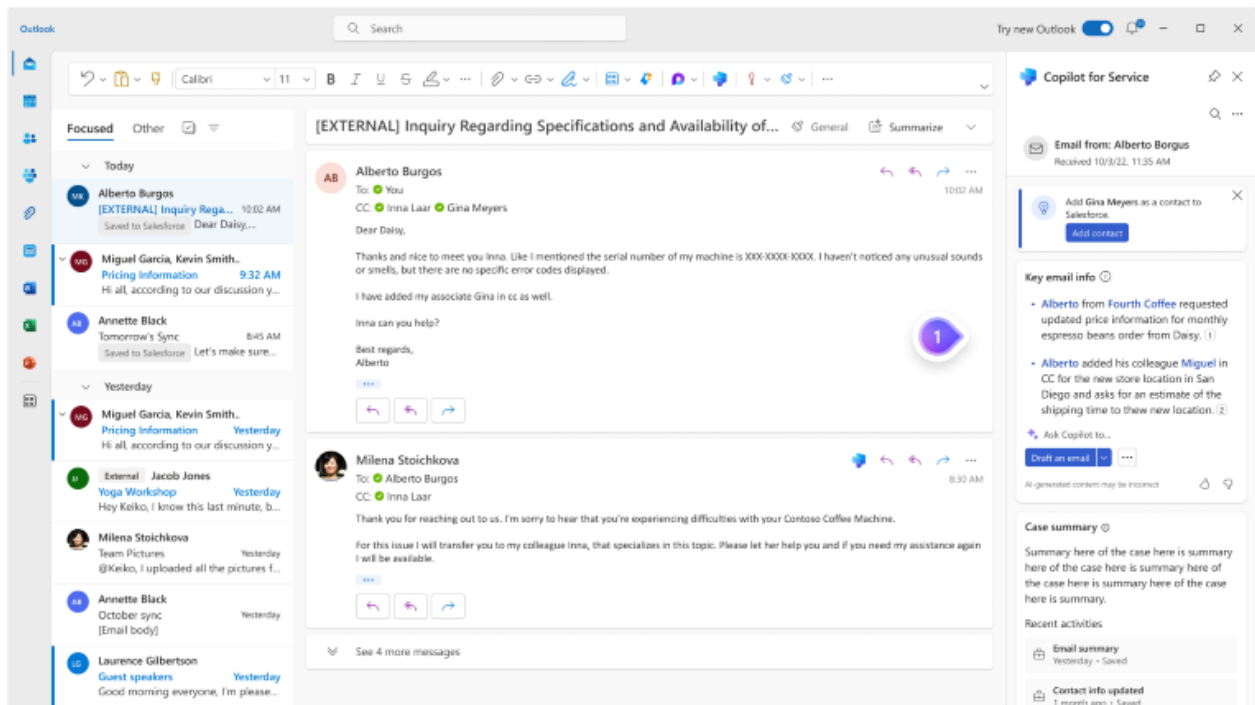 Outlook
Search
Try new Outlook
Calibri
11
B I U S
Focused Other
Today
MK
Alberto Burgos
[EXTERNAL] Inquiry Rega... 10:02 AM
Saved to Salesforce Dear Daisy,...
MG
Miguel Garcia, Kevin Smith..
Pricing Information 9:32 AM
Hi all, according to our discussion y...
AB
Annette Black
Tomorrow's Sync 8:45 AM
Saved to Salesforce Let's make sure...
Yesterday
MG
Miguel Garcia, Kevin Smith..
Pricing Information Yesterday
Hi all, according to our discussion y...
JJ
External Jacob Jones
Yoga Workshop Yesterday
Hey Keiko, I know this last minute, b...
Milena Stoichkova
Team Pictures Yesterday
@Keiko, I uploaded all the pictures f...
AB
Annette Black
October sync Yesterday
[Email body]
LG
Laurence Gilbertson
Guest speakers Yesterday
Good morning everyone, I'm please...
[EXTERNAL] Inquiry Regarding Specifications and Availability of...
General
Summarize
AB
Alberto Burgos
To: You
10:02 AM
CC: Inna Laar Gina Meyers
Dear Daisy,
Thanks and nice to meet you Inna. Like I mentioned the serial number of my machine is XXX-XXXX-XXXX. I haven't noticed any unusual sounds
or smells, but there are no specific error codes displayed.
I have added my associate Gina in cc as well.
Inna can you help?
1
Best regards,
Alberto
Milena Stoichkova
To: Alberto Burgos
8:30 AM
CC: Inna Laar
Thank you for reaching out to us. I'm sorry to hear that you're experiencing difficulties with your Contoso Coffee Machine.
For this issue I will transfer you to my colleague Inna, that specializes in this topic. Please let her help you and if you need my assistance again
I will be available.
See 4 more messages
Copilot for Service
Email from: Alberto Borgus
Received 10/3/22, 11:35 AM
Add Gina Meyers as a contact to
Salesforce.
Add contact
Key email info
• Alberto from Fourth Coffee requested
updated price information for monthly
espresso beans order from Daisy. 1
• Alberto added his colleague Miguel in
CC for the new store location in San
Diego and asks for an estimate of the
shipping time to thew new location. 2
Ask Copilot to...
Draft an email
AI-generated content may be incorrect
Case summary
Summary here of the case here is summary
here of the case here is summary here of
the case here is summary here of the case
here is summary.
Recent activities
Email summary
Yesterday • Saved
Contact info updated
1 month ago • Saved